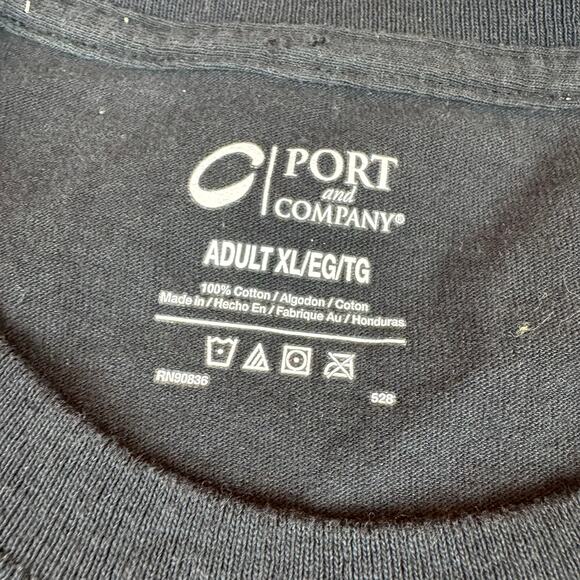 PORT
and
COMPANY®
ADULT XL/EG/TG
100% Cotton / Algodon / Coton
Made in / Hecho En / Fabrique Au / Honduras
RN90836
528